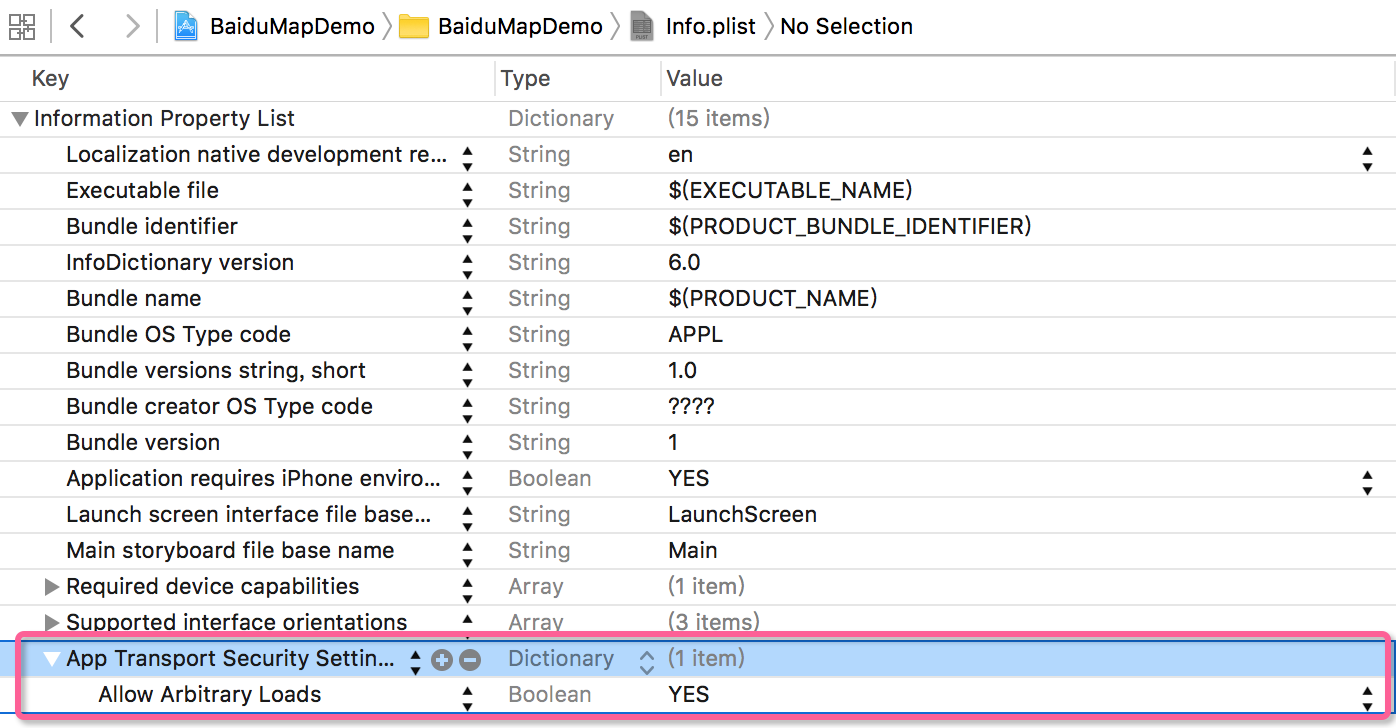 BaiduMapDemo BaiduMapDemo Info.plist No Selection
Key Type Value
Information Property List Dictionary (15 items)
Localization native development re... String en
Executable file String $(EXECUTABLE_NAME)
Bundle identifier String $(PRODUCT_BUNDLE_IDENTIFIER)
InfoDictionary version String 6.0
Bundle name String $(PRODUCT_NAME)
Bundle OS Type code String APPL
Bundle versions string, short String 1.0
Bundle creator OS Type code String ????
Bundle version String 1
Application requires iPhone enviro... Boolean YES
Launch screen interface file base... String LaunchScreen
Main storyboard file base name String Main
Required device capabilities Array (1 item)
Supported interface orientations Array (3 items)
App Transport Security Settin... Dictionary (1 item)
Allow Arbitrary Loads Boolean YES